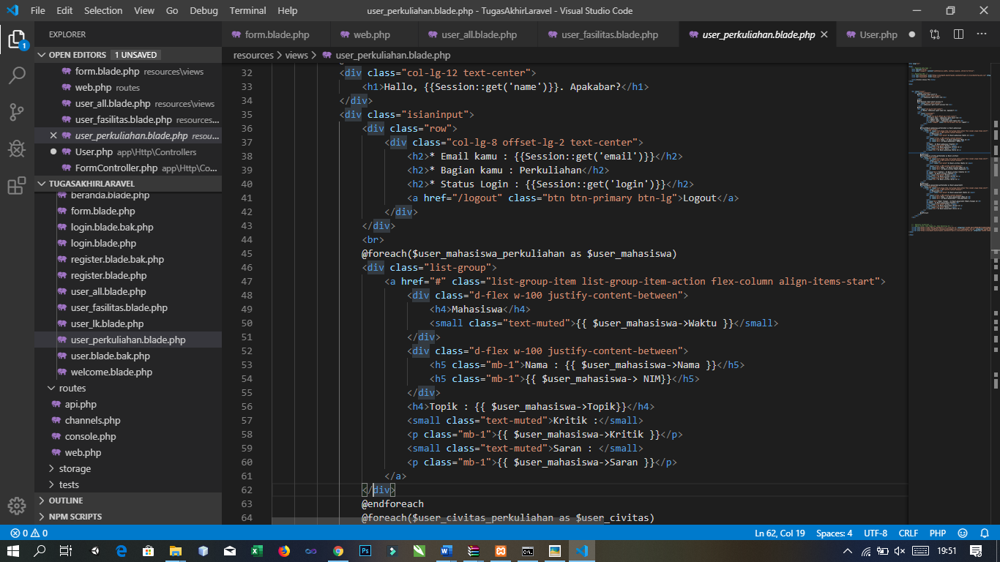 File Edit Selection View Go Debug Terminal Help user_perkuliahan.blade.php - TugasAkhirLaravel - Visual Studio Code
EXPLORER
OPEN EDITORS 1 UNSAVED
form.blade.php resources\views
web.php routes
user_all.blade.php resources\views
user_fasilitas.blade.php resources...
user_perkuliahan.blade.php resou...
User.php app\Http\Controllers
FormController.php app\Http\Co...
TUGASAKHIRLARAVEL
beranda.blade.php
form.blade.php
login.blade.bak.php
login.blade.php
register.blade.bak.php
register.blade.php
user_all.blade.php
user_fasilitas.blade.php
user_lk.blade.php
user_perkuliahan.blade.php
user.blade.bak.php
welcome.blade.php
routes
api.php
channels.php
console.php
web.php
storage
tests
OUTLINE
NPM SCRIPTS
form.blade.php web.php user_all.blade.php user_fasilitas.blade.php user_perkuliahan.blade.php User.php
resources > views > user_perkuliahan.blade.php
32 <div class="col-lg-12 text-center">
33 <h1>Hallo, {{Session::get('name')}}. Apakabar?</h1>
34 </div>
35 <div class="isianinput">
36 <div class="row">
37 <div class="col-lg-8 offset-lg-2 text-center">
38 <h2>* Email kamu : {{Session::get('email')}}</h2>
39 <h2>* Bagian kamu : Perkuliahan</h2>
40 <h2>* Status Login : {{Session::get('login')}}</h2>
41 <a href="/logout" class="btn btn-primary btn-lg">Logout</a>
42 </div>
43 </div>
44 <br>
45 @foreach($user_mahasiswa_perkuliahan as $user_mahasiswa)
46 <div class="list-group">
47 <a href="#" class="list-group-item list-group-item-action flex-column align-items-start">
48 <div class="d-flex w-100 justify-content-between">
49 <h4>Mahasiswa</h4>
50 <small class="text-muted">{{ $user_mahasiswa->Waktu }}</small>
51 </div>
52 <div class="d-flex w-100 justify-content-between">
53 <h5 class="mb-1">Nama : {{ $user_mahasiswa->Nama }}</h5>
54 <h5 class="mb-1">{{ $user_mahasiswa-> NIM}}</h5>
55 </div>
56 <h4>Topik : {{ $user_mahasiswa->Topik}}</h4>
57 <small class="text-muted">Kritik :</small>
58 <p class="mb-1">{{ $user_mahasiswa->Kritik }}</p>
59 <small class="text-muted">Saran : </small>
60 <p class="mb-1">{{ $user_mahasiswa->Saran }}</p>
61 </a>
62 </div>
63 @endforeach
64 @foreach($user_civitas_perkuliahan as $user_civitas)
0 0 Ln 62, Col 19 Spaces: 4 UTF-8 CRLF PHP
19:51